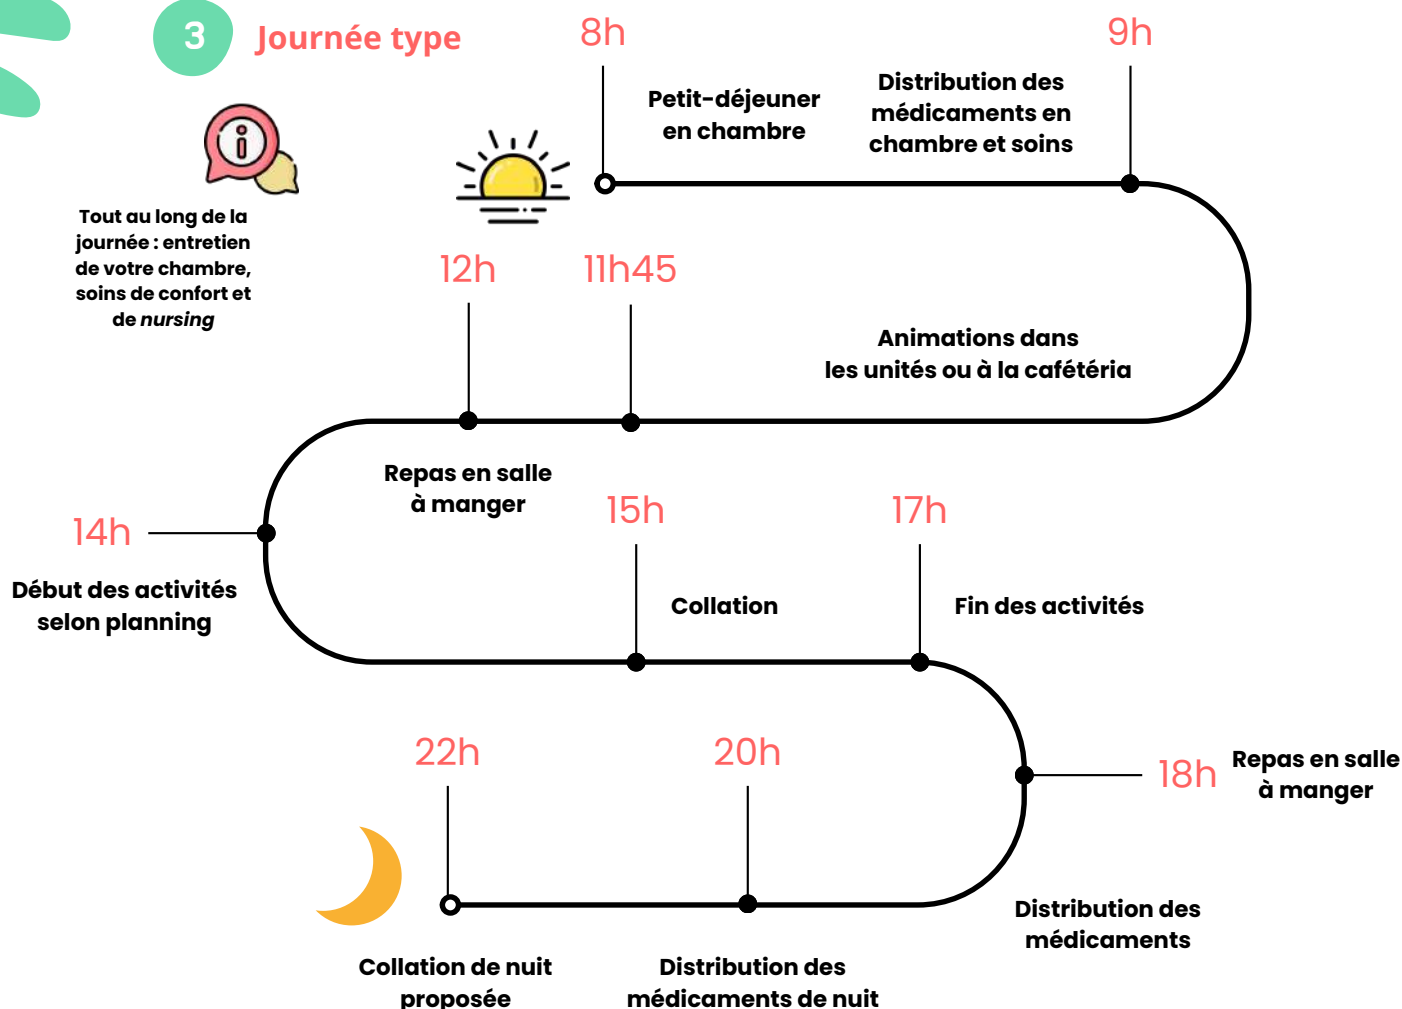 3
Journée type
8h
Petit-déjeuner
en chambre
Distribution des
médicaments en
chambre et soins
9h
Tout au long de la
journée : entretien
de votre chambre,
soins de confort et
de nursing
12h
11h45
Animations dans
les unités ou à la cafétéria
Repas en salle
à manger
14h
Début des activités
selon planning
15h
Collation
17h
Fin des activités
18h
Repas en salle
à manger
Distribution des
médicaments
20h
Distribution des
médicaments de nuit
22h
Collation de nuit
proposée